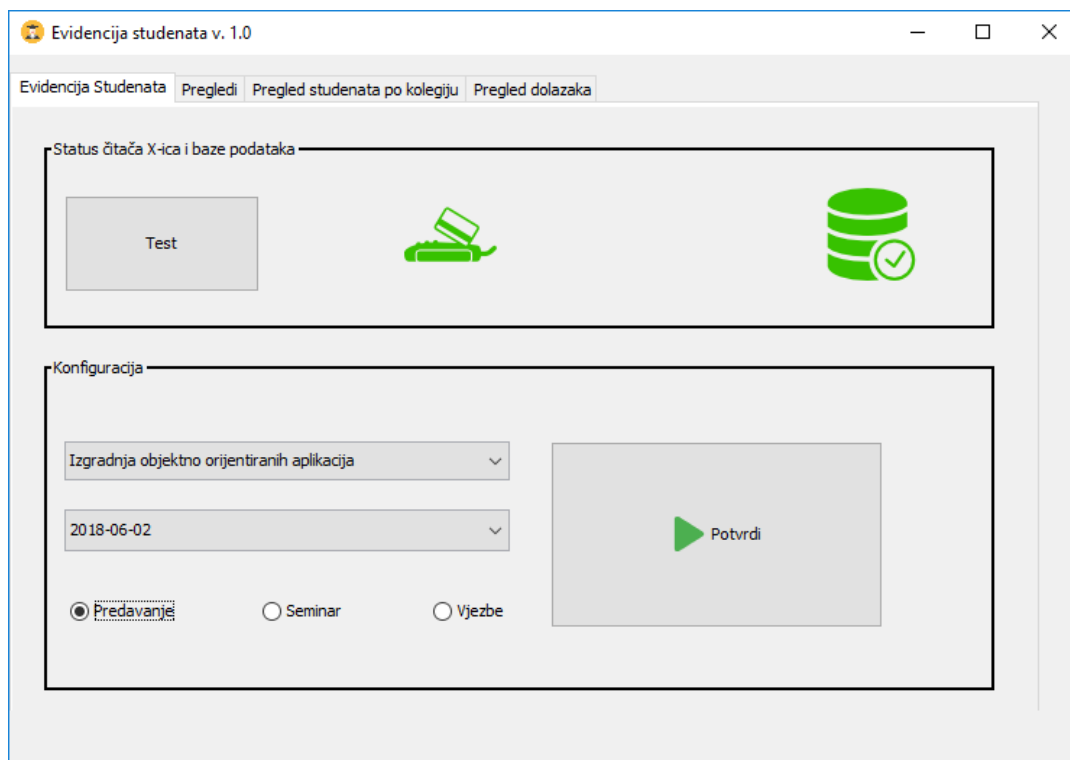 Evidencija studenata v. 1.0
Evidencija Studenata Pregledi Pregled studenata po kolegiju Pregled dolazaka
Status čitača X-ica i baze podataka
Test
Konfiguracija
Izgradnja objektno orijentiranih aplikacija
2018-06-02
Potvrdi
Predavanje Seminar Vjezbe